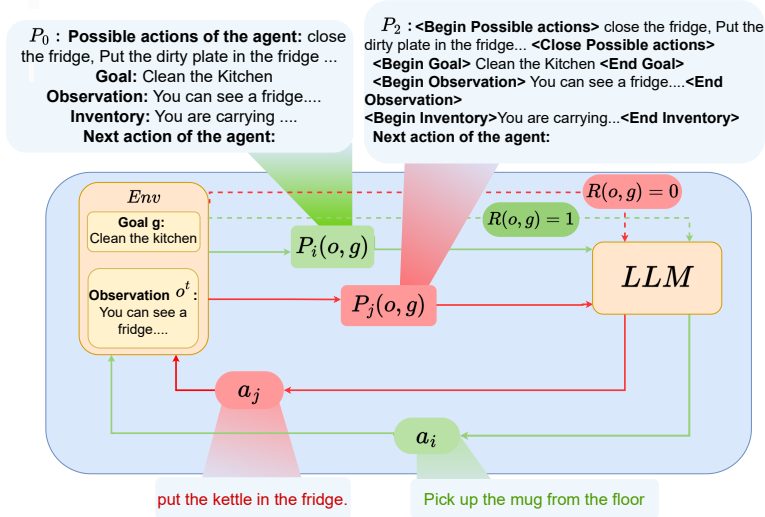 P₀ : Possible actions of the agent: close
the fridge, Put the dirty plate in the fridge ...
Goal: Clean the Kitchen
Observation: You can see a fridge....
Inventory: You are carrying ....
Next action of the agent:
P₂ : <Begin Possible actions> close the fridge, Put the
dirty plate in the fridge... <Close Possible actions>
<Begin Goal> Clean the Kitchen <End Goal>
<Begin Observation> You can see a fridge....<End
Observation>
<Begin Inventory>You are carrying...<End Inventory>
Next action of the agent:
Env
Goal g:
Clean the kitchen
Observation oᵗ :
You can see a
fridge....
R(o, g) = 0
R(o, g) = 1
Pᵢ(o, g)
Pⱼ(o, g)
LLM
aⱼ
aᵢ
put the kettle in the fridge.
Pick up the mug from the floor